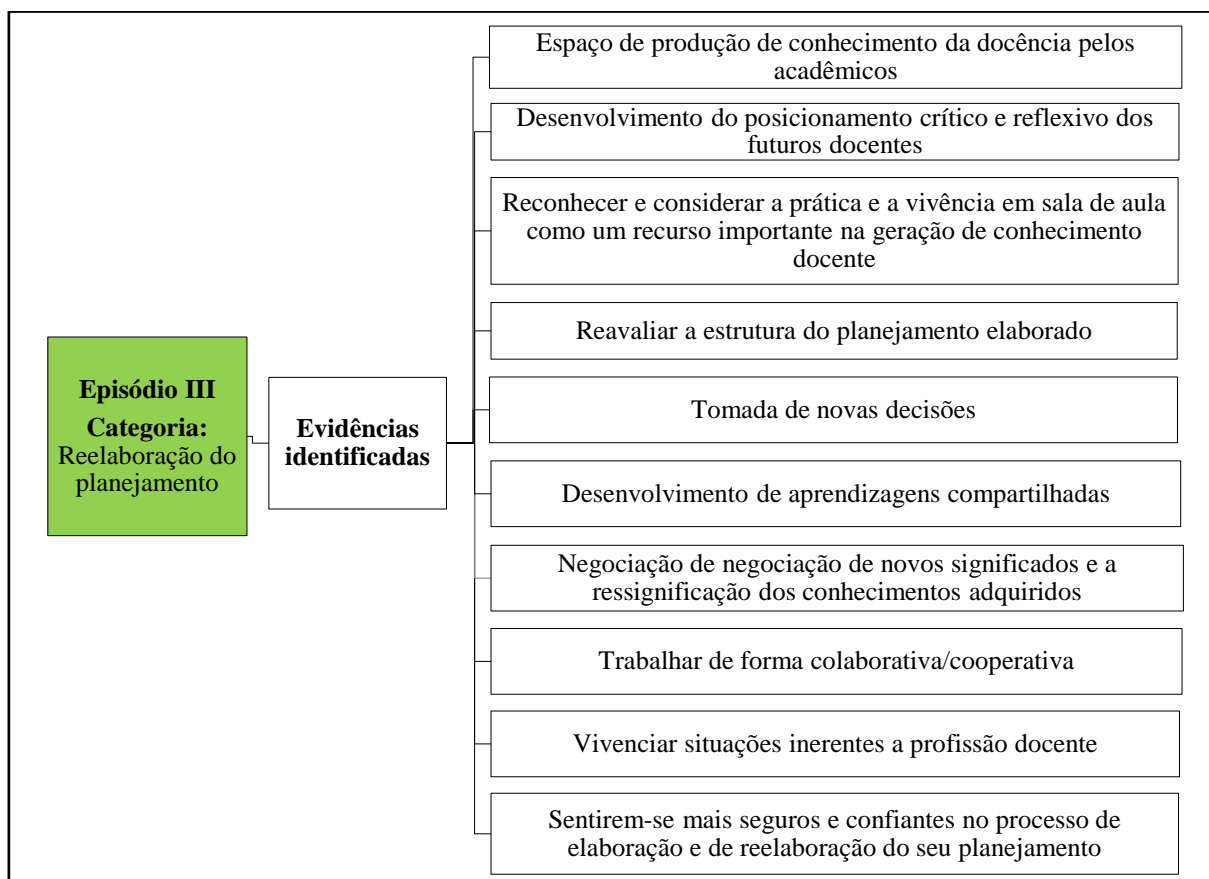 Espaço de produção de conhecimento da docência pelos
acadêmicos
Desenvolvimento do posicionamento crítico e reflexivo dos
futuros docentes
Reconhecer e considerar a prática e a vivência em sala de aula
como um recurso importante na geração de conhecimento
docente
Reavaliar a estrutura do planejamento elaborado
Episódio III
Categoria:
Reelaboração do
planejamento
Evidências
identificadas
Tomada de novas decisões
Desenvolvimento de aprendizagens compartilhadas
Negociação de negociação de novos significados e a
ressignificação dos conhecimentos adquiridos
Trabalhar de forma colaborativa/cooperativa
Vivenciar situações inerentes a profissão docente
Sentirem-se mais seguros e confiantes no processo de
elaboração e de reelaboração do seu planejamento